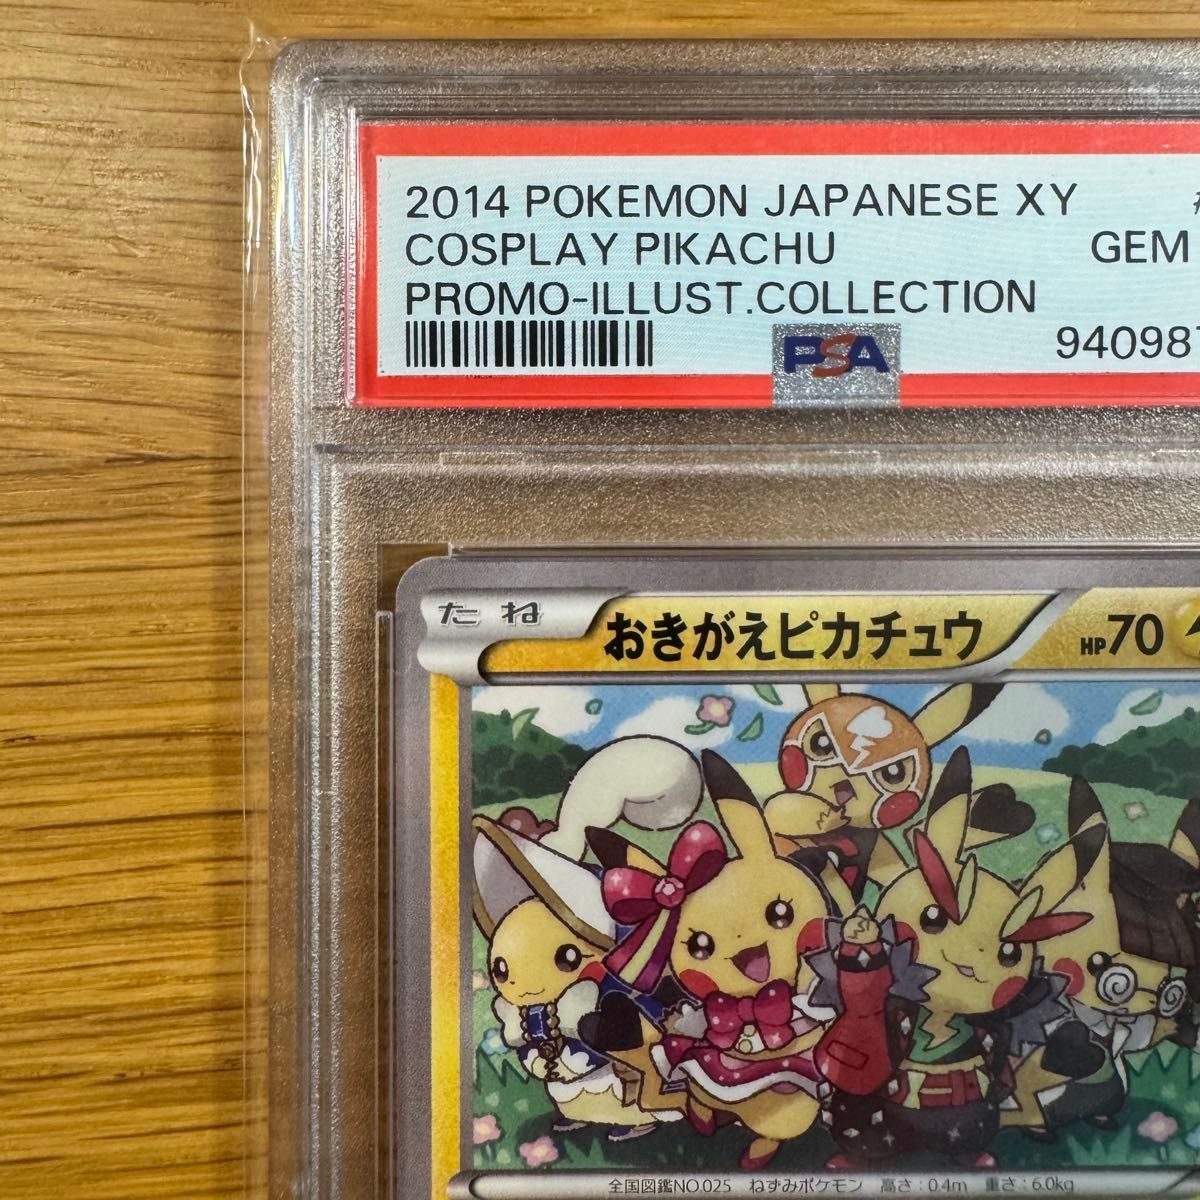 2014 POKEMON JAPANESE XY
COSPLAY PIKACHU GEM
PROMO-ILLUST.COLLECTION
PSA 94098
たね おきがえピカチュウ HP70
全国図鑑NO.025 ねずみポケモン 高さ:0.4m 重さ:6.0kg